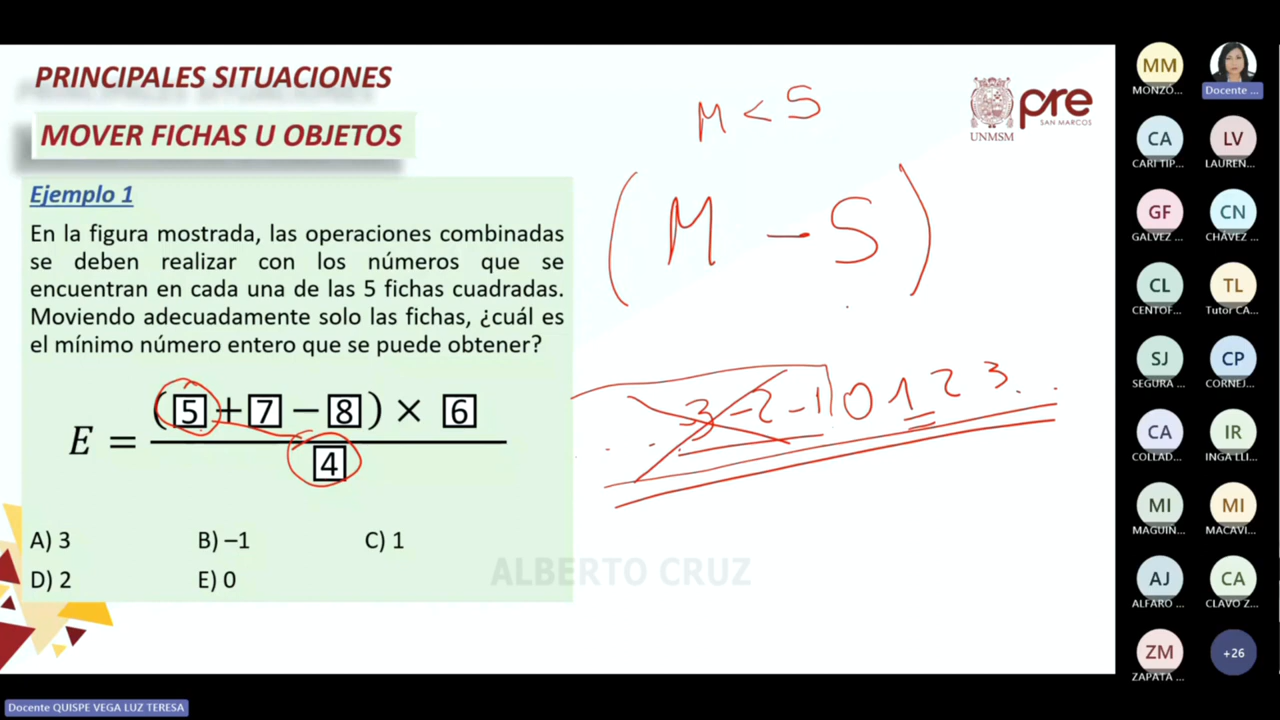 PRINCIPALES SITUACIONES
MOVER FICHAS U OBJETOS
Ejemplo 1
En la figura mostrada, las operaciones combinadas
se deben realizar con los números que se
encuentran en cada una de las 5 fichas cuadradas.
Moviendo adecuadamente solo las fichas, ¿cuál es
el mínimo número entero que se puede obtener?
(5+7−8) × 6
E =
4
A) 3 B) –1 C) 1
D) 2 E) 0
M < S
(M − S)
... -3 -2 -1 0 1 2 3 ...
UNMSM
pre
SAN MARCOS
ALBERTO CRUZ
MM
MONZÓ...
Docente ...
CA
CARI TIP...
LV
LAUREN...
GF
GALVEZ ...
CN
CHÁVEZ ...
CL
CENTOF...
TL
Tutor CA...
SJ
SEGURA ...
CP
CORNEJ...
CA
COLLAD...
IR
INGA LLI...
MI
MAGUIÑ...
MI
MACAVI...
AJ
ALFARO ...
CA
CLAVO Z...
ZM
ZAPATA ...
+26
Docente QUISPE VEGA LUZ TERESA